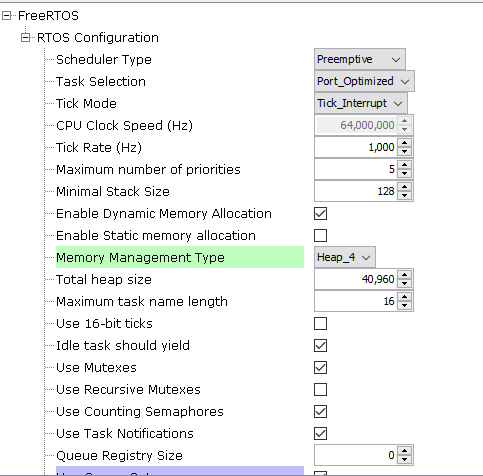 FreeRTOS
RTOS Configuration
Scheduler Type Preemptive
Task Selection Port_Optimized
Tick Mode Tick_Interrupt
CPU Clock Speed (Hz) 64,000,000
Tick Rate (Hz) 1,000
Maximum number of priorities 5
Minimal Stack Size 128
Enable Dynamic Memory Allocation
Enable Static memory allocation
Memory Management Type Heap_4
Total heap size 40,960
Maximum task name length 16
Use 16-bit ticks
Idle task should yield
Use Mutexes
Use Recursive Mutexes
Use Counting Semaphores
Use Task Notifications
Queue Registry Size 0